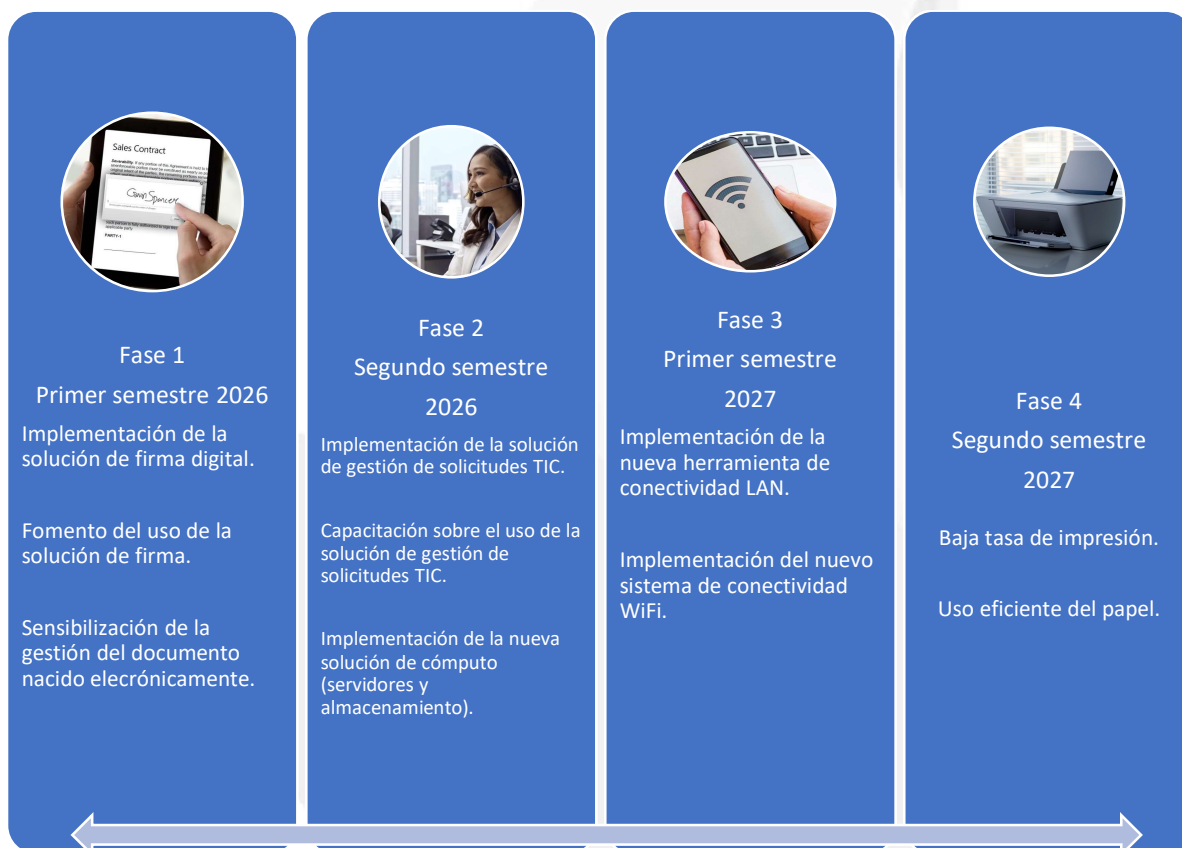 Sales Contract
PARTY-1
Fase 1
Primer semestre 2026
Implementación de la
solución de firma digital.
Fomento del uso de la
solución de firma.
Sensibilización de la
gestión del documento
nacido elecrónicamente.
Fase 2
Segundo semestre
2026
Implementación de la solución
de gestión de solicitudes TIC.
Capacitación sobre el uso de la
solución de gestión de
solicitudes TIC.
Implementación de la nueva
solución de cómputo
(servidores y
almacenamiento).
Fase 3
Primer semestre
2027
Implementación de la
nueva herramienta de
conectividad LAN.
Implementación del nuevo
sistema de conectividad
WiFi.
Fase 4
Segundo semestre
2027
Baja tasa de impresión.
Uso eficiente del papel.